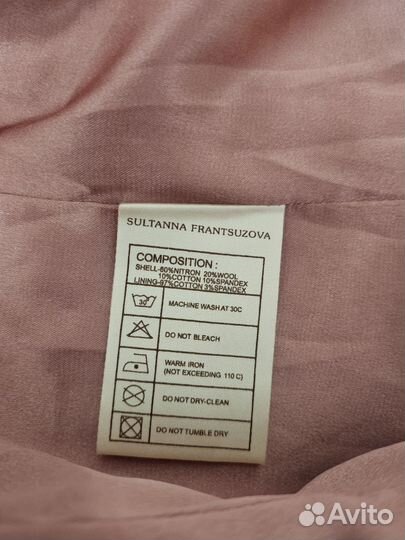 SULTANNA FRANTSUZOVA
COMPOSITION :
SHELL-60%NITRON 20%WOOL
10%COTTON 10%SPANDEX
LINING-97%COTTON 3%SPANDEX
30
MACHINE WASH AT 30C
DO NOT BLEACH
WARM IRON
(NOT EXCEEDING 110 C)
DO NOT DRY-CLEAN
DO NOT TUMBLE DRY
Avito